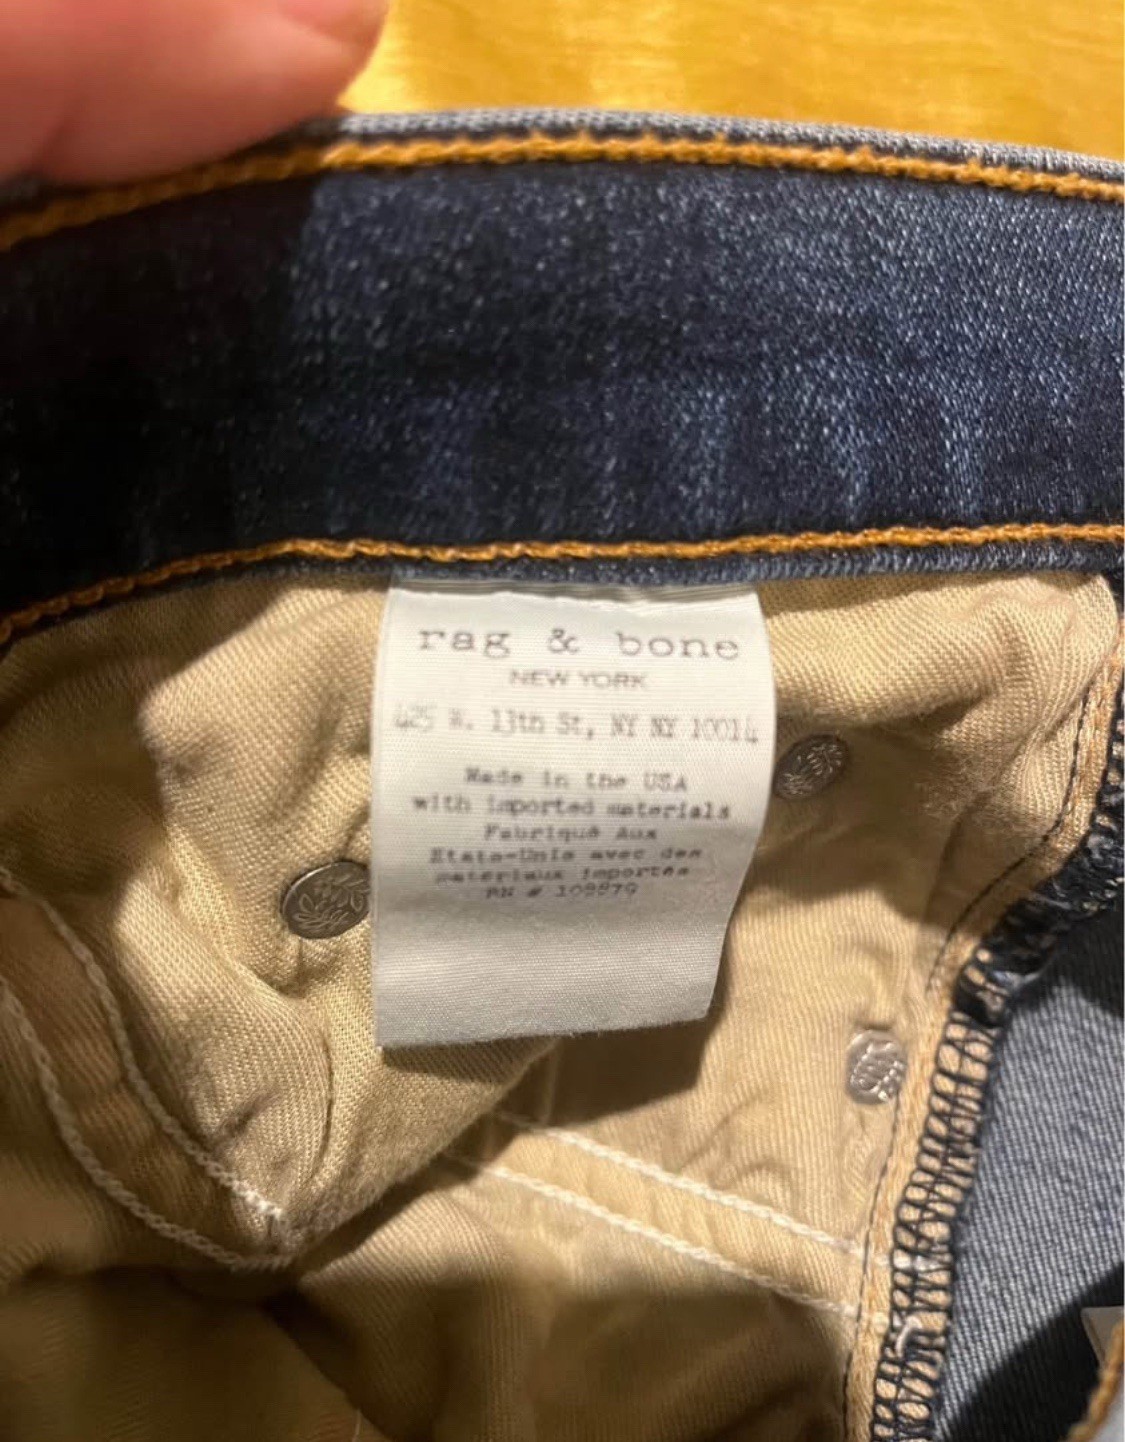 rag & bone
NEW YORK
425 W. 13th St, NY NY 10014
Made in the USA
with imported materials
Fabriqué Aux
États-Unis avec des
materiaux importés
RN # 109879